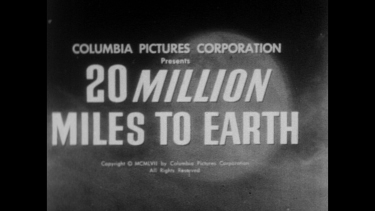 COLUMBIA PICTURES CORPORATION
Presents
20 MILLION
MILES TO EARTH
Copyright © MCMLVII by Columbia Pictures Corporation
All Rights Reserved